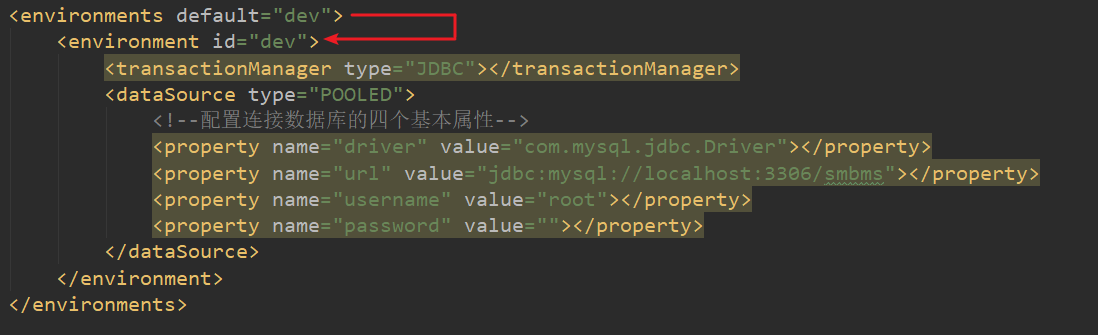 <environments default="dev">
<environment id="dev">
<transactionManager type="JDBC"></transactionManager>
<dataSource type="POOLED">
<!--配置连接数据库的四个基本属性-->
<property name="driver" value="com.mysql.jdbc.Driver"></property>
<property name="url" value="jdbc:mysql://localhost:3306/smbms"></property>
<property name="username" value="root"></property>
<property name="password" value=""></property>
</dataSource>
</environment>
</environments>